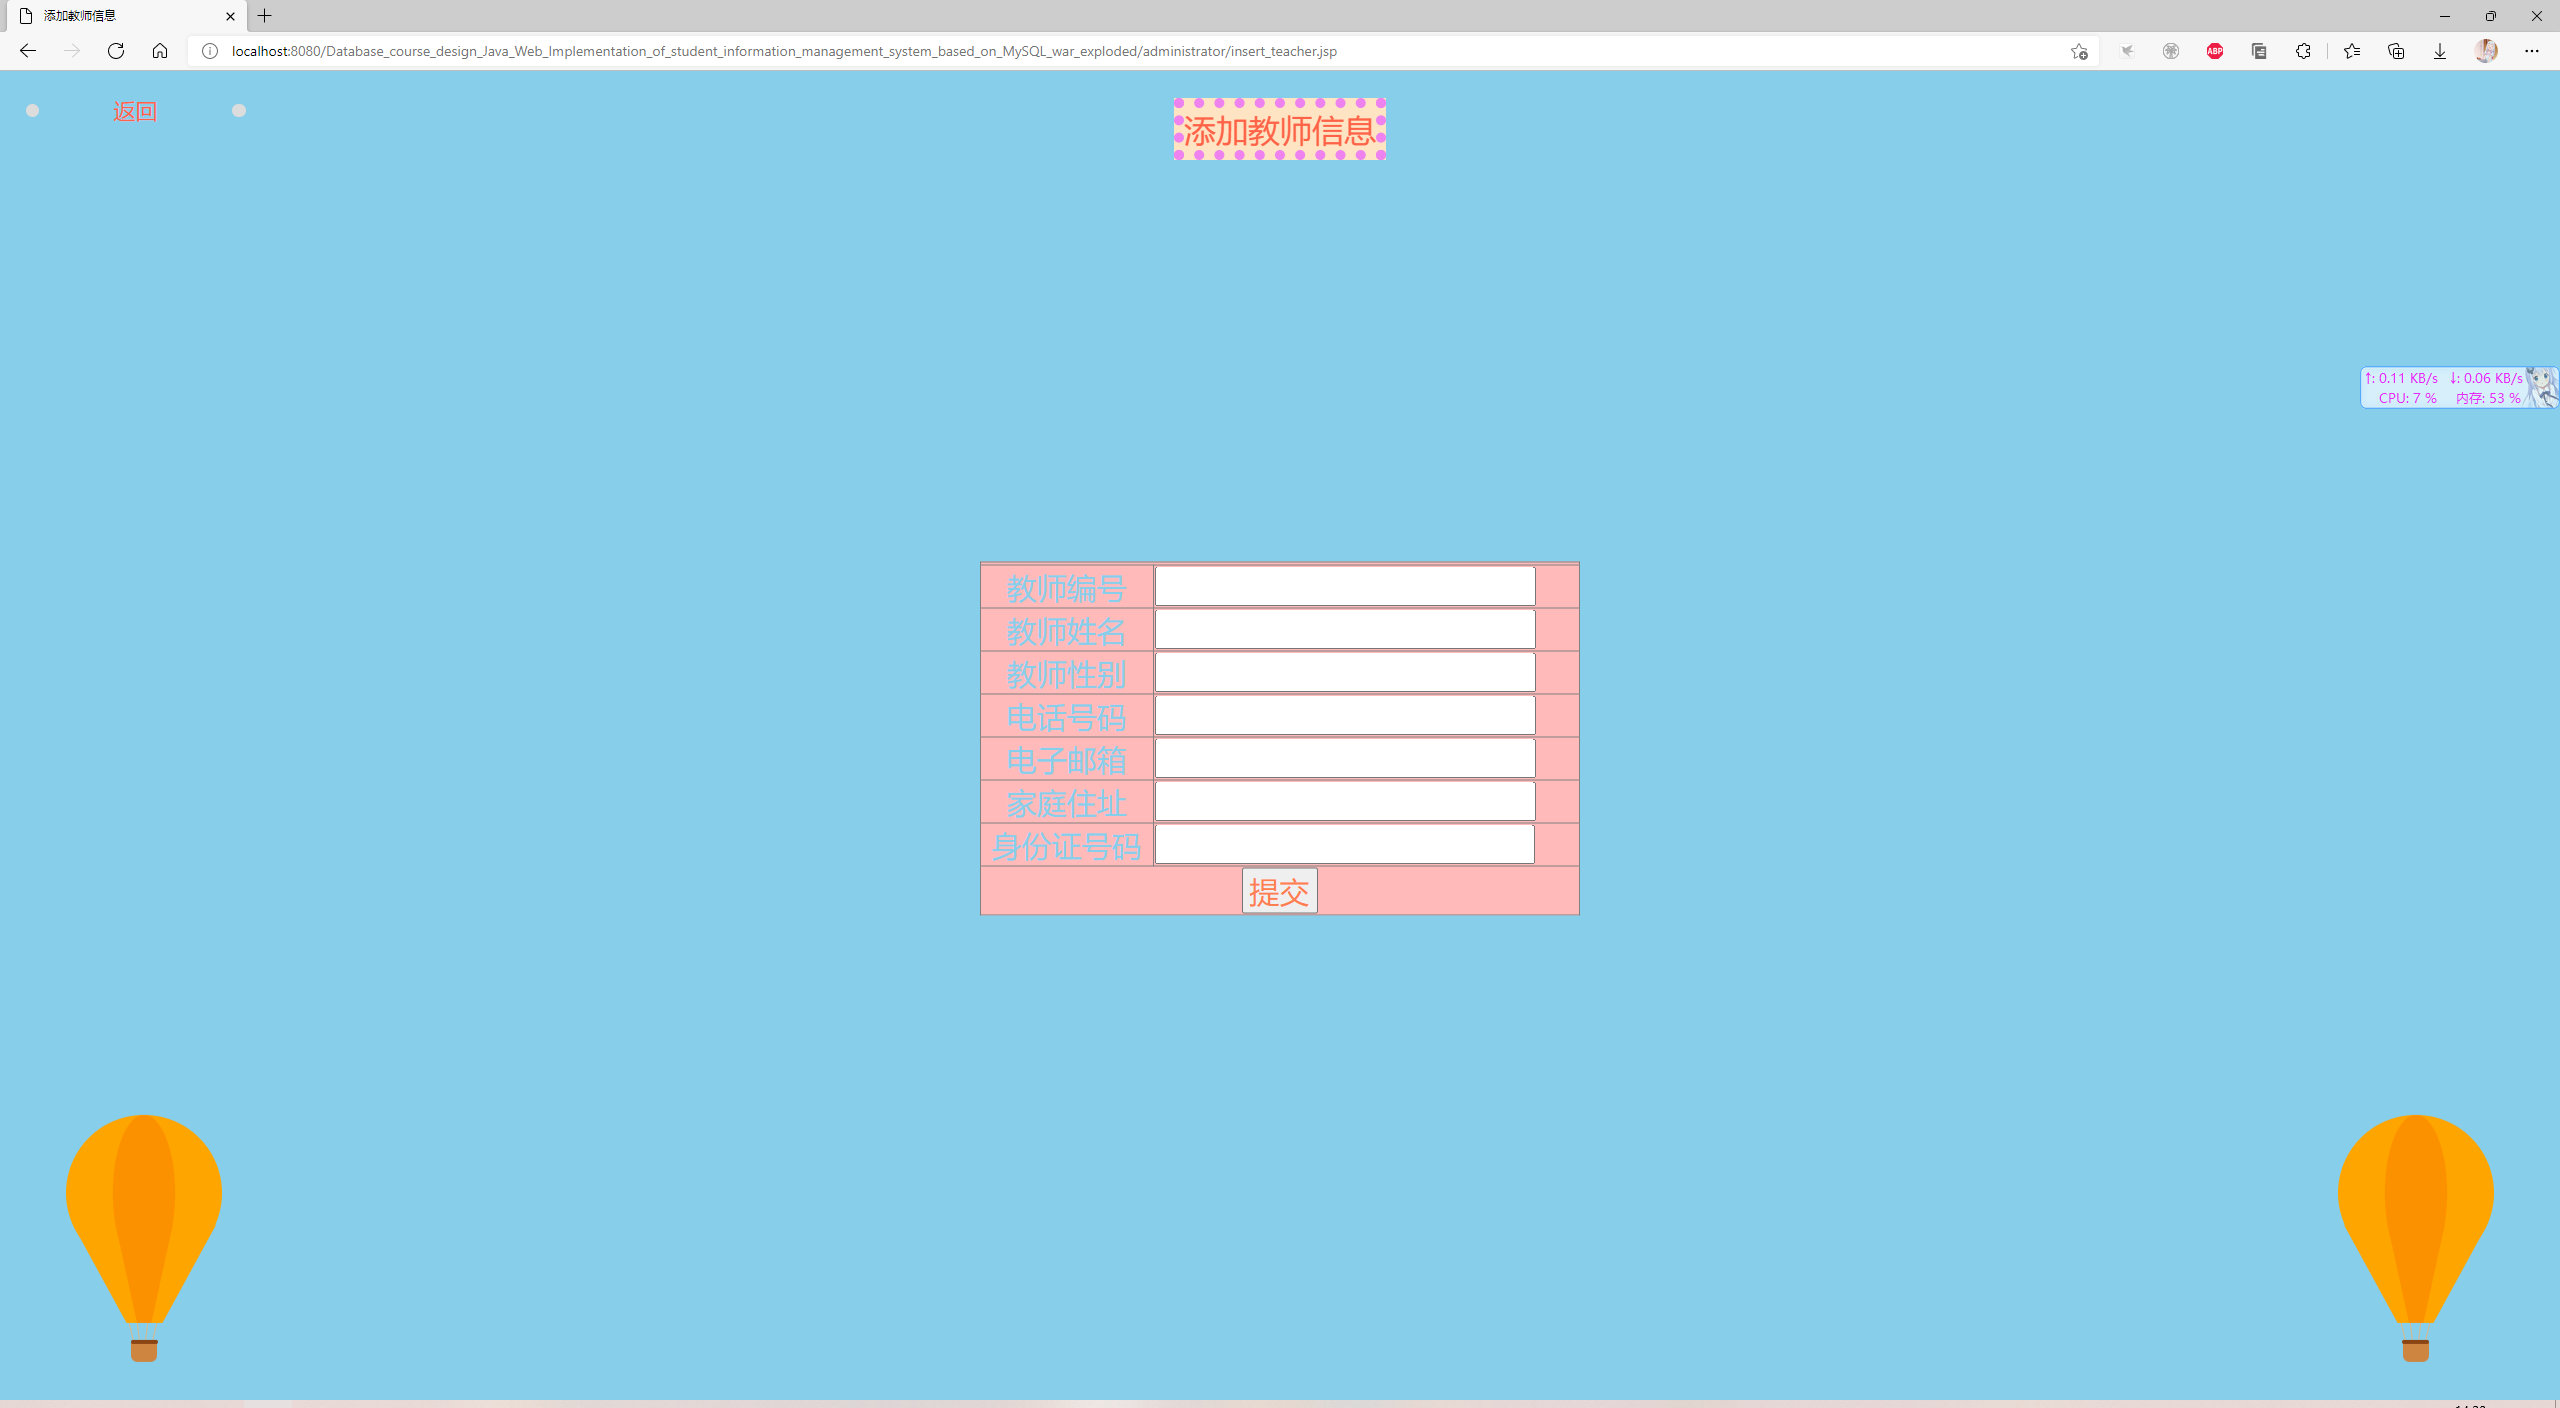 添加教师信息
localhost:8080/Database_course_design_Java_Web_Implementation_of_student_information_management_system_based_on_MySQL_war_exploded/administrator/insert_teacher.jsp
ABP
返回
添加教师信息
↑: 0.11 KB/s ↓: 0.06 KB/s
CPU: 7 % 内存: 53 %
教师编号
教师姓名
教师性别
电话号码
电子邮箱
家庭住址
身份证号码
提交